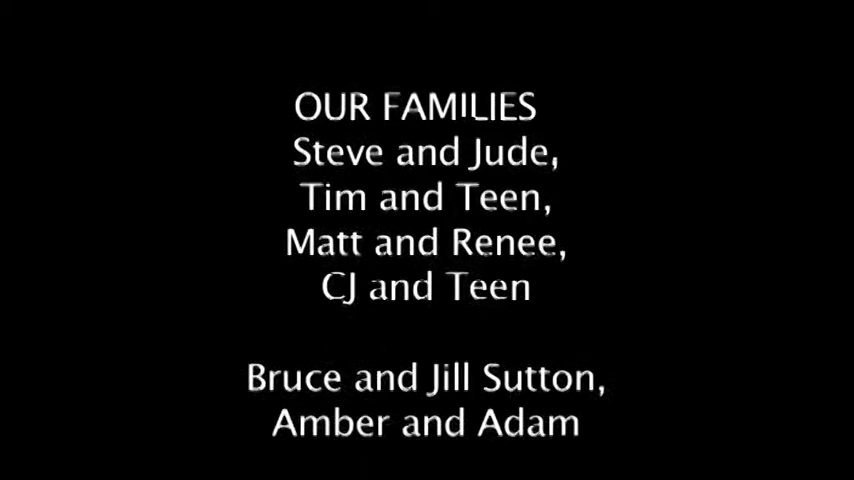 OUR FAMILIES
Steve and Jude,
Tim and Teen,
Matt and Renee,
CJ and Teen
Bruce and Jill Sutton,
Amber and Adam